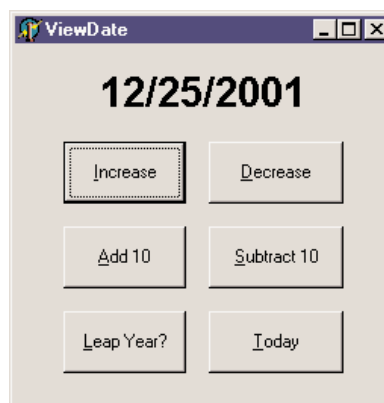 ViewDate
12/25/2001
Increase Decrease
Add 10 Subtract 10
Leap Year? Today